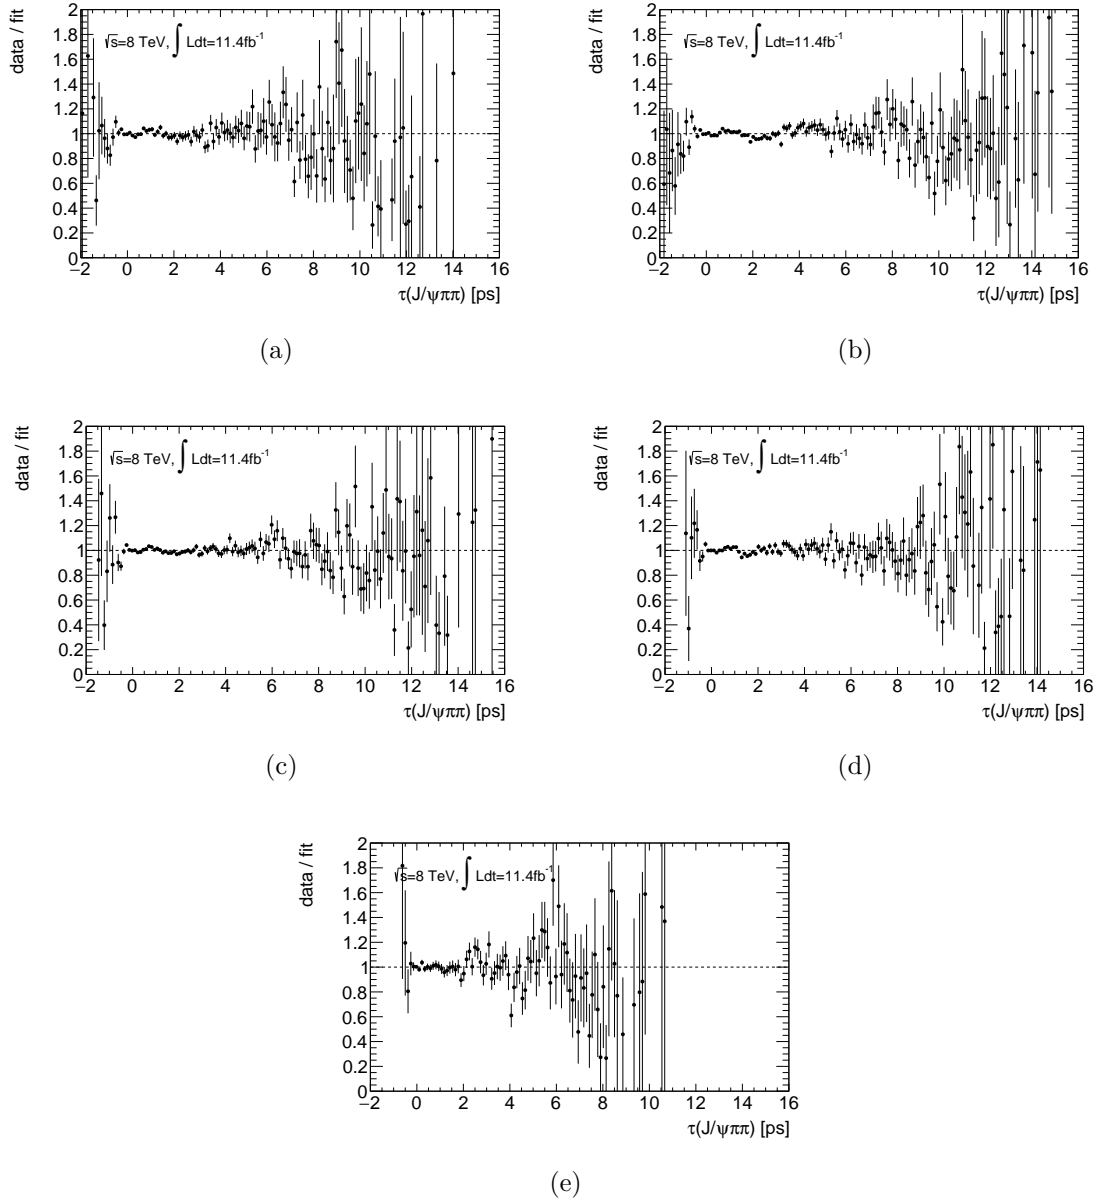 data / fit
2
1.8
1.6
1.4
1.2
1
0.8
0.6
0.4
0.2
0
√s=8 TeV, ∫ Ldt=11.4fb⁻¹
−2 0 2 4 6 8 10 12 14 16
τ(J/ψππ) [ps]
(a)
data / fit
2
1.8
1.6
1.4
1.2
1
0.8
0.6
0.4
0.2
0
√s=8 TeV, ∫ Ldt=11.4fb⁻¹
−2 0 2 4 6 8 10 12 14 16
τ(J/ψππ) [ps]
(b)
data / fit
2
1.8
1.6
1.4
1.2
1
0.8
0.6
0.4
0.2
0
√s=8 TeV, ∫ Ldt=11.4fb⁻¹
−2 0 2 4 6 8 10 12 14 16
τ(J/ψππ) [ps]
(c)
data / fit
2
1.8
1.6
1.4
1.2
1
0.8
0.6
0.4
0.2
0
√s=8 TeV, ∫ Ldt=11.4fb⁻¹
−2 0 2 4 6 8 10 12 14 16
τ(J/ψππ) [ps]
(d)
data / fit
2
1.8
1.6
1.4
1.2
1
0.8
0.6
0.4
0.2
0
√s=8 TeV, ∫ Ldt=11.4fb⁻¹
−2 0 2 4 6 8 10 12 14 16
τ(J/ψππ) [ps]
(e)